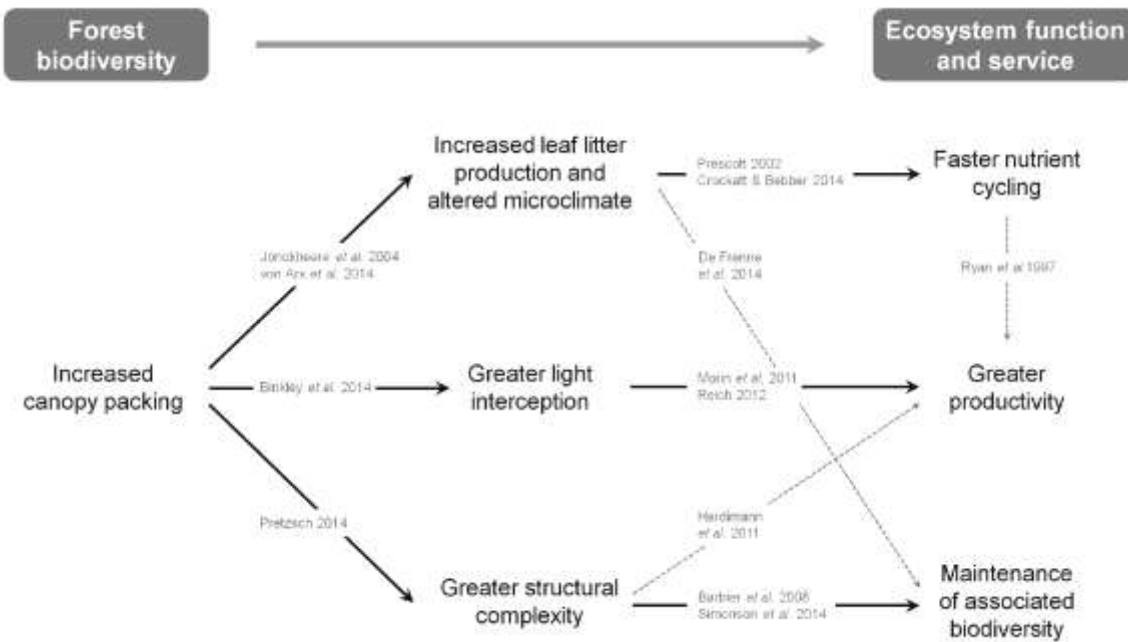 Forest
biodiversity
Ecosystem function
and service
Increased leaf litter
production and
altered microclimate
Prescott 2002
Crockatt & Bebber 2014
Faster nutrient
cycling
Jonckheere et al. 2004
von Arx et al. 2014
De Frenne
et al. 2014
Ryan et al 1997
Increased
canopy packing
Binkley et al. 2014
Greater light
interception
Morin et al. 2011
Reich 2012
Greater
productivity
Pretzsch 2014
Hardimann
et al. 2011
Greater structural
complexity
Barbier et al. 2008
Simonson et al. 2014
Maintenance
of associated
biodiversity